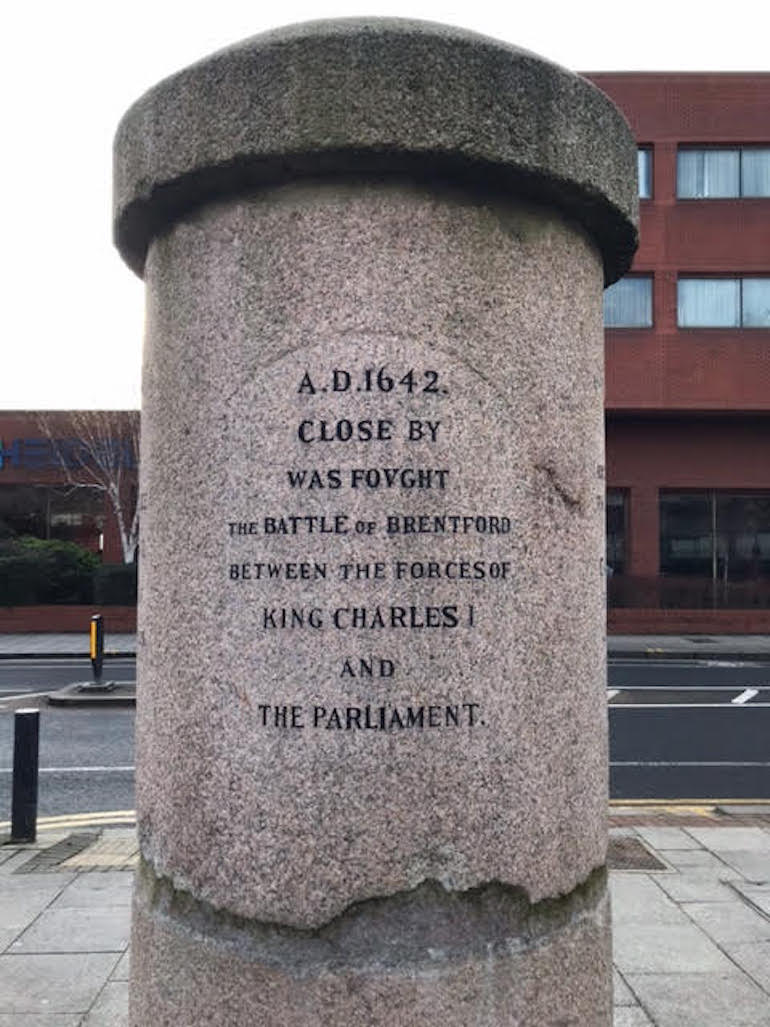 A.D.1642.
CLOSE BY
WAS FOVGHT
THE BATTLE OF BRENTFORD
BETWEEN THE FORCES OF
KING CHARLES I
AND
THE PARLIAMENT.